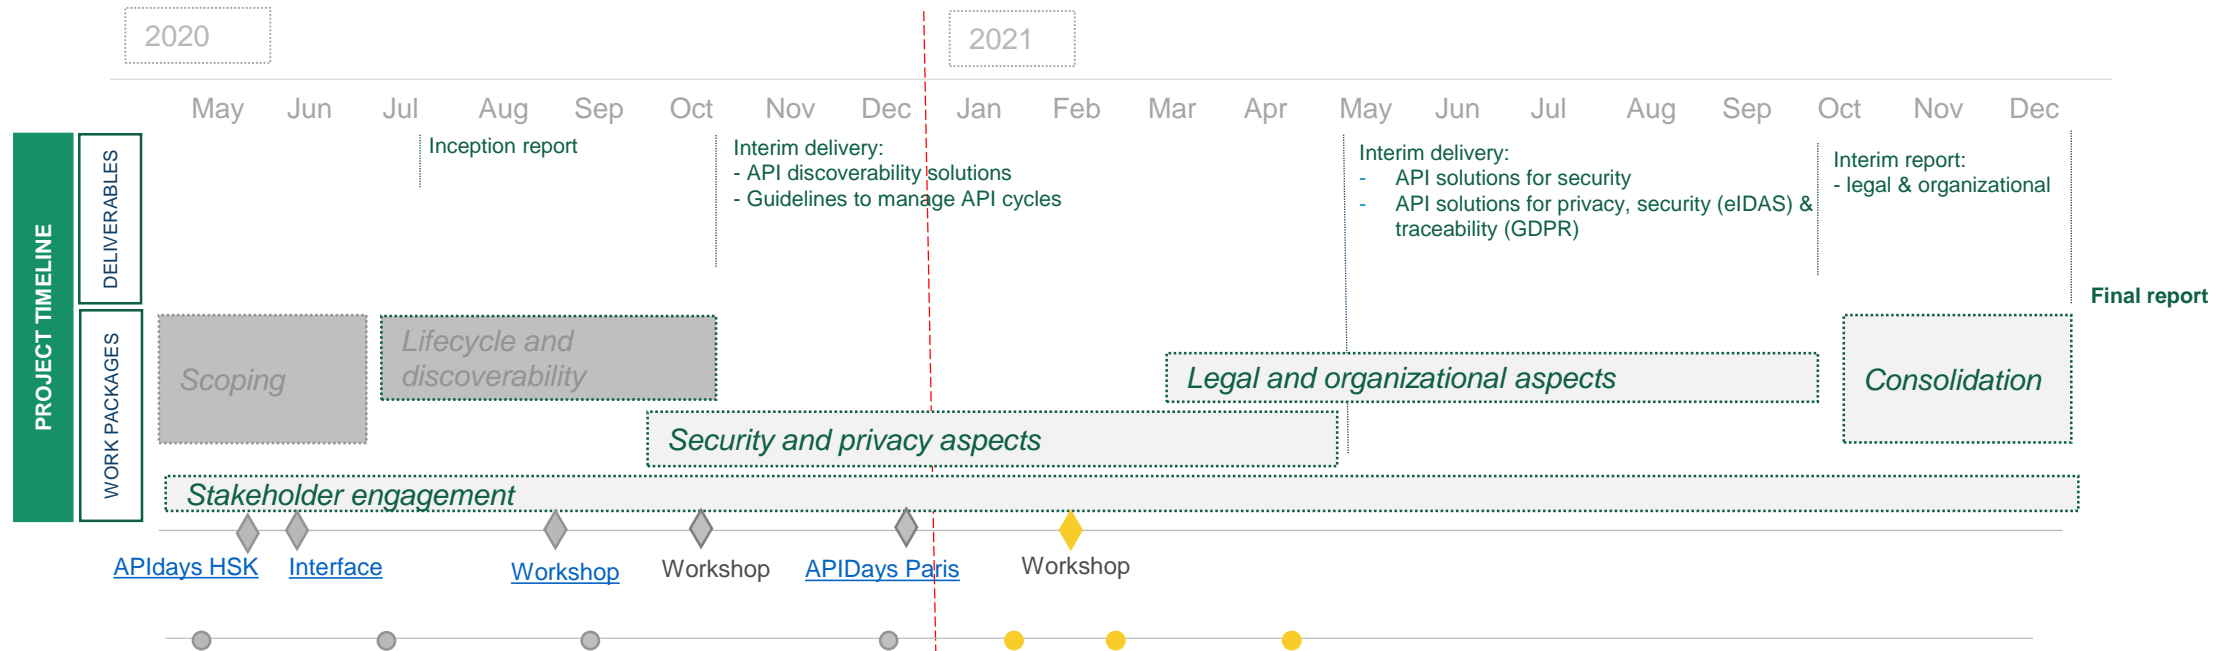 2020
2021
May Jun Jul Aug Sep Oct Nov Dec Jan Feb Mar Apr May Jun Jul Aug Sep Oct Nov Dec
PROJECT TIMELINE
DELIVERABLES
Inception report
Interim delivery:
- API discoverability solutions
- Guidelines to manage API cycles
Interim delivery:
- API solutions for security
- API solutions for privacy, security (eIDAS) &
traceability (GDPR)
Interim report:
- legal & organizational
Final report
WORK PACKAGES
Scoping
Lifecycle and
discoverability
Legal and organizational aspects
Consolidation
Security and privacy aspects
Stakeholder engagement
APIdays HSK
Interface
Workshop
Workshop
APIDays Paris
Workshop